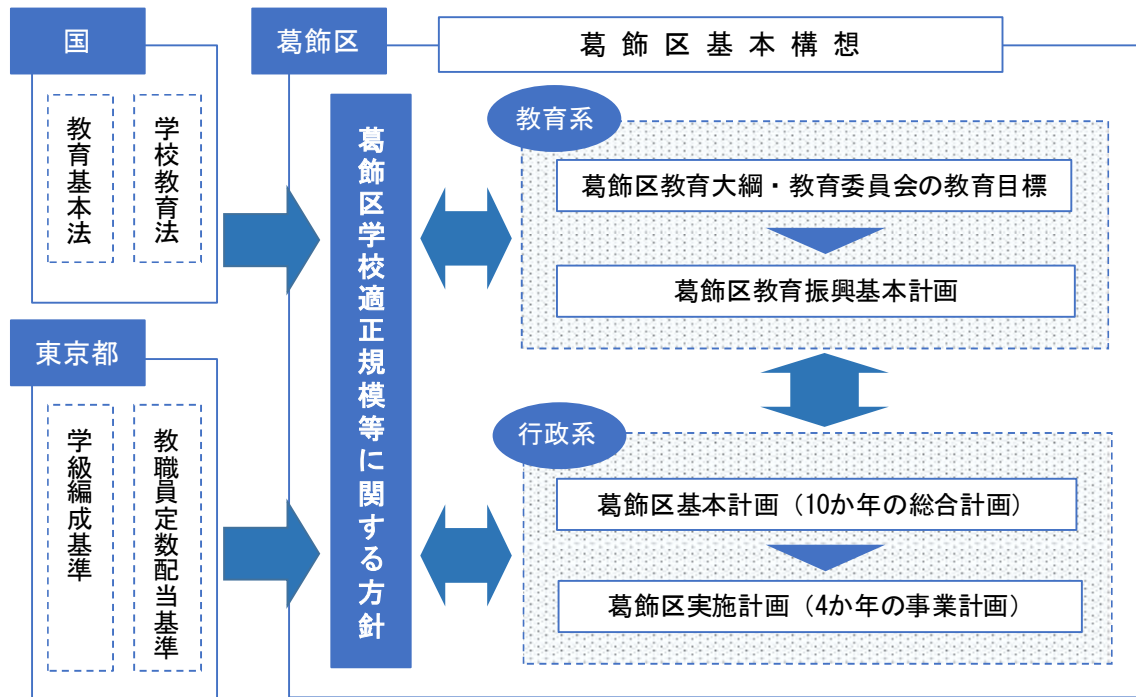 国
教育基本法
学校教育法
東京都
学級編成基準
教職員定数配当基準
葛飾区
葛飾区基本構想
葛飾区学校適正規模等に関する方針
教育系
葛飾区教育大綱・教育委員会の教育目標
葛飾区教育振興基本計画
行政系
葛飾区基本計画（10か年の総合計画）
葛飾区実施計画（4か年の事業計画）